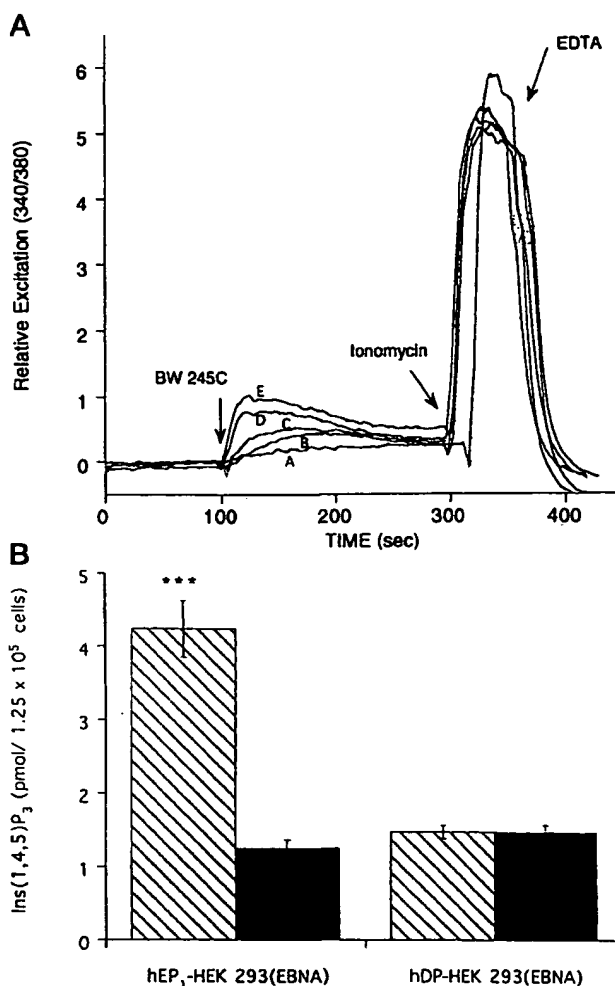 A
EDTA
6
5
4
3
2
1
0
Relative Excitation (340/380)
Ionomycin
BW 245C
E
D
C
B
A
0 100 200 300 400
TIME (sec)
B
***
5
4
3
2
1
0
Ins(1,4,5)P₃ (pmol/ 1.25 x 10⁵ cells)
hEP₁-HEK 293(EBNA) hDP-HEK 293(EBNA)